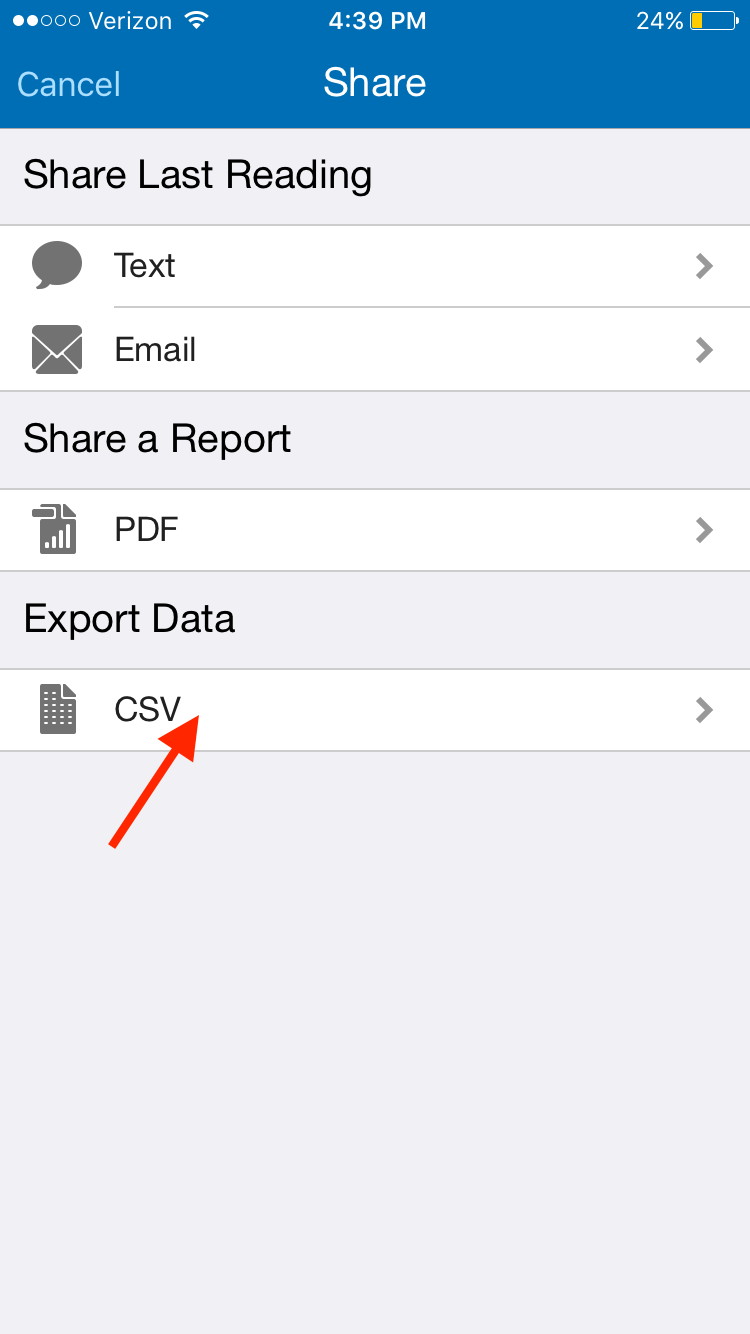 Verizon 4:39 PM 24%
Cancel Share
Share Last Reading
Text
Email
Share a Report
PDF
Export Data
CSV